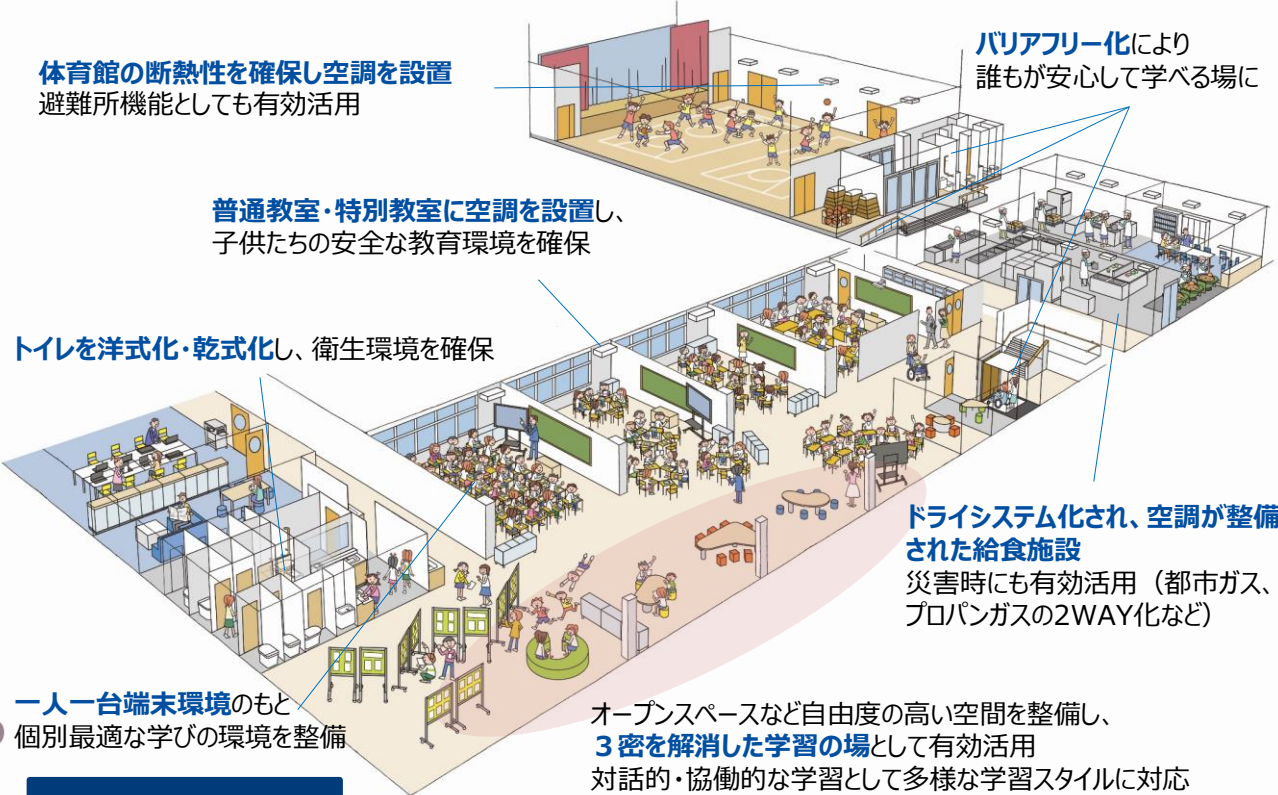 体育館の断熱性を確保し空調を設置
避難所機能としても有効活用
バリアフリー化により
誰もが安心して学べる場に
普通教室・特別教室に空調を設置し、
子供たちの安全な教育環境を確保
トイレを洋式化・乾式化し、衛生環境を確保
ドライシステム化され、空調が整備
された給食施設
災害時にも有効活用（都市ガス、
プロパンガスの2WAY化など）
一人一台端末環境のもと
個別最適な学びの環境を整備
オープンスペースなど自由度の高い空間を整備し、
３密を解消した学習の場として有効活用
対話的・協働的な学習として多様な学習スタイルに対応